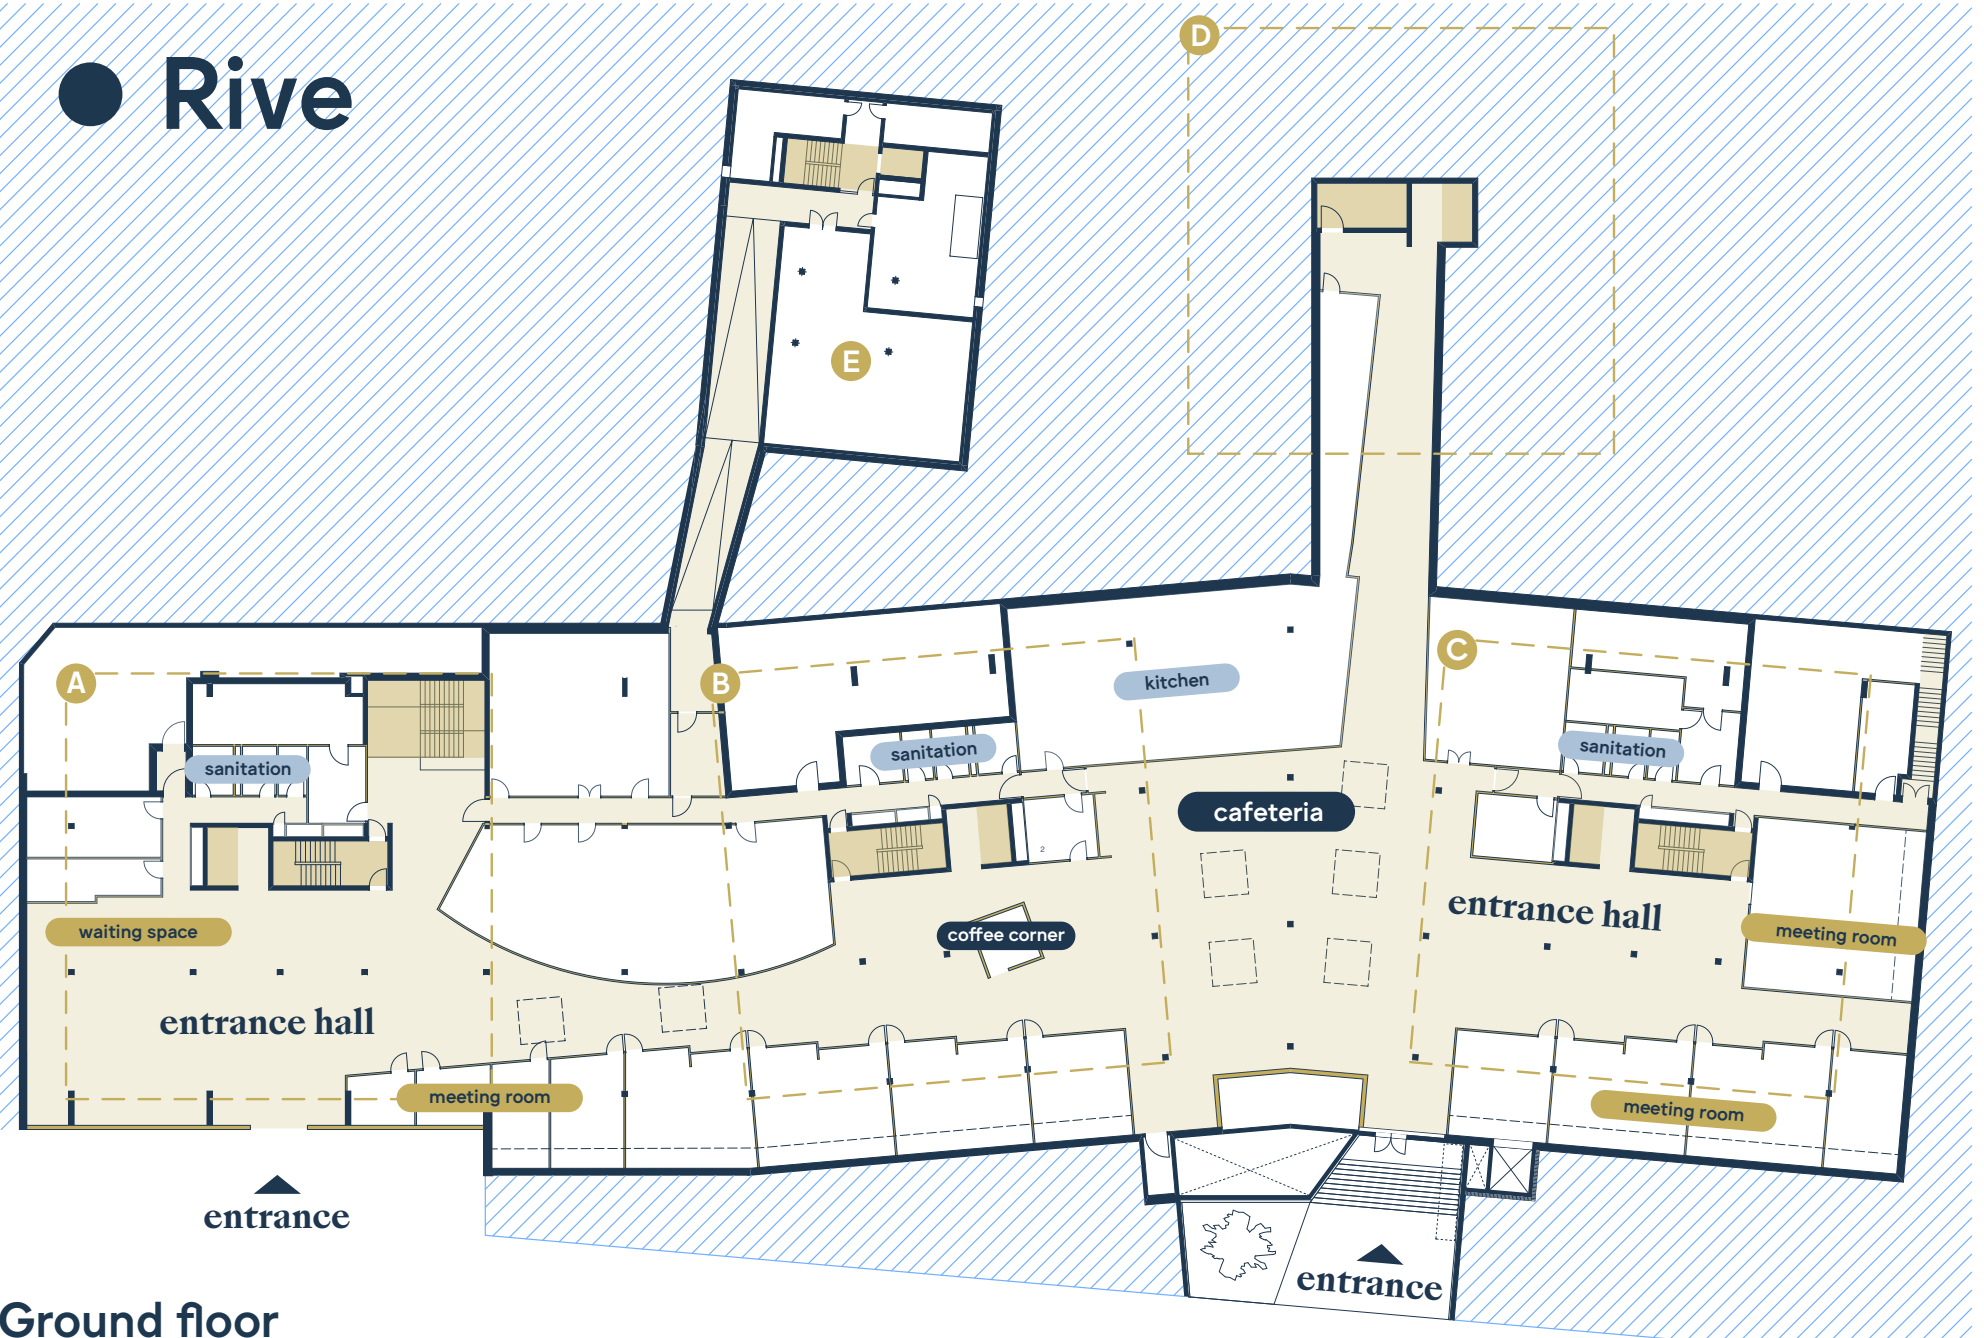 Rive
D
E
A
B
C
kitchen
sanitation
sanitation
sanitation
cafeteria
2
entrance hall
waiting space
coffee corner
meeting room
entrance hall
meeting room
meeting room
entrance
entrance
Ground floor